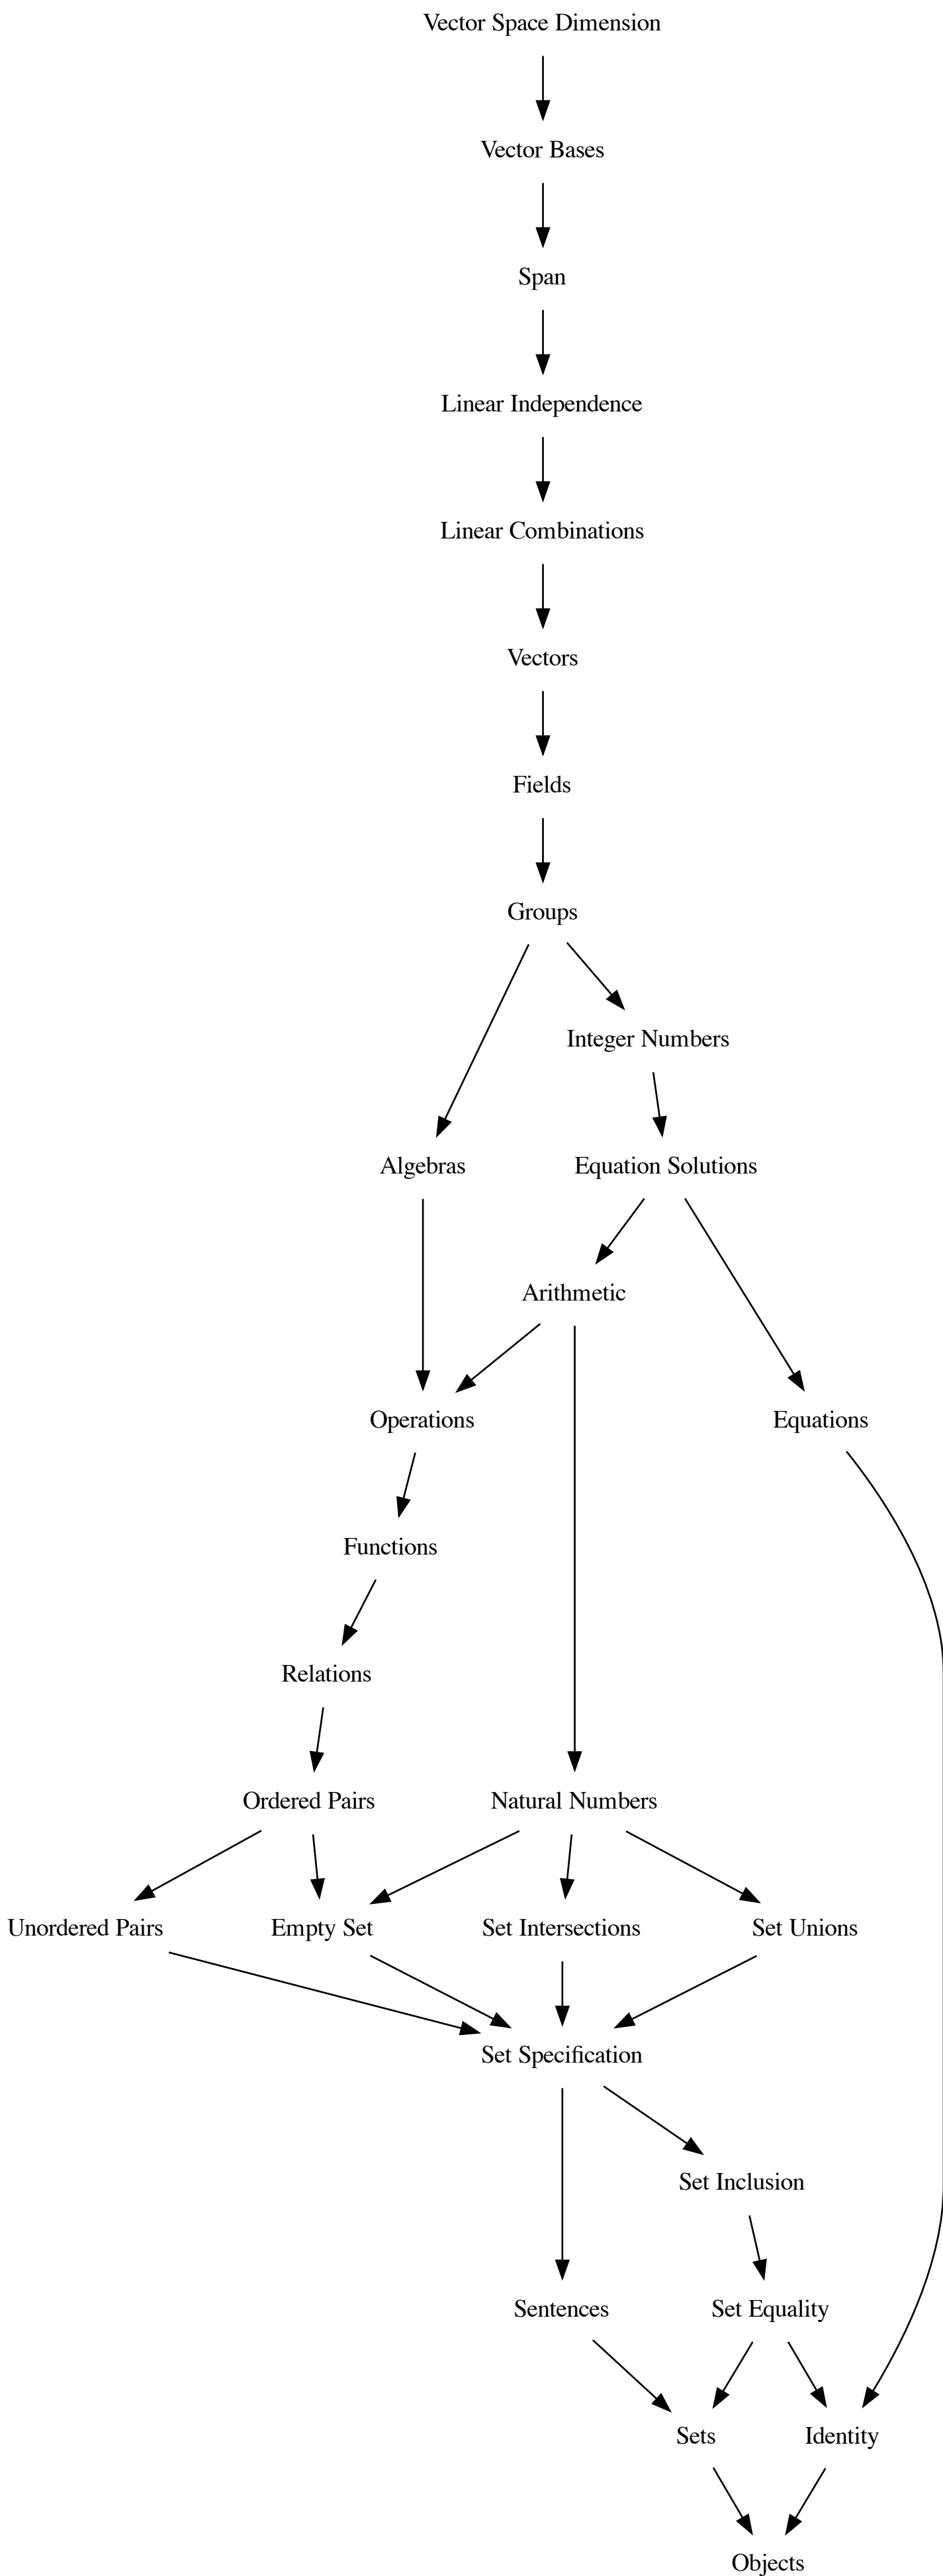 Vector Space Dimension
Vector Bases
Span
Linear Independence
Linear Combinations
Vectors
Fields
Groups
Integer Numbers
Algebras
Equation Solutions
Arithmetic
Operations
Equations
Functions
Relations
Ordered Pairs
Natural Numbers
Unordered Pairs
Empty Set
Set Intersections
Set Unions
Set Specification
Set Inclusion
Sentences
Set Equality
Sets
Identity
Objects